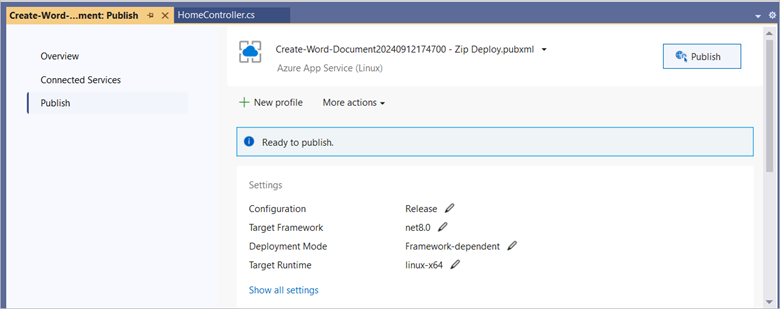 Create-Word-...ment: Publish HomeController.cs
Overview
Connected Services
Publish
Create-Word-Document20240912174700 - Zip Deploy.pubxml
Azure App Service (Linux)
Publish
New profile More actions
Ready to publish.
Settings
Configuration Release
Target Framework net8.0
Deployment Mode Framework-dependent
Target Runtime linux-x64
Show all settings